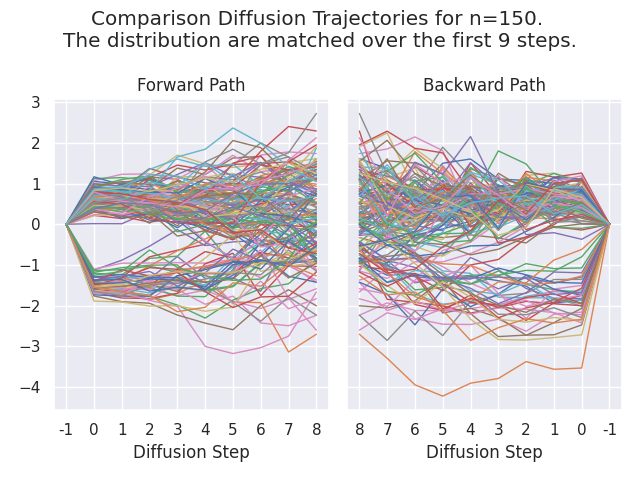 Comparison Diffusion Trajectories for n=150.
The distribution are matched over the first 9 steps.
Forward Path
Backward Path
3
2
1
0
−1
−2
−3
−4
-1 0 1 2 3 4 5 6 7 8
8 7 6 5 4 3 2 1 0 -1
Diffusion Step
Diffusion Step